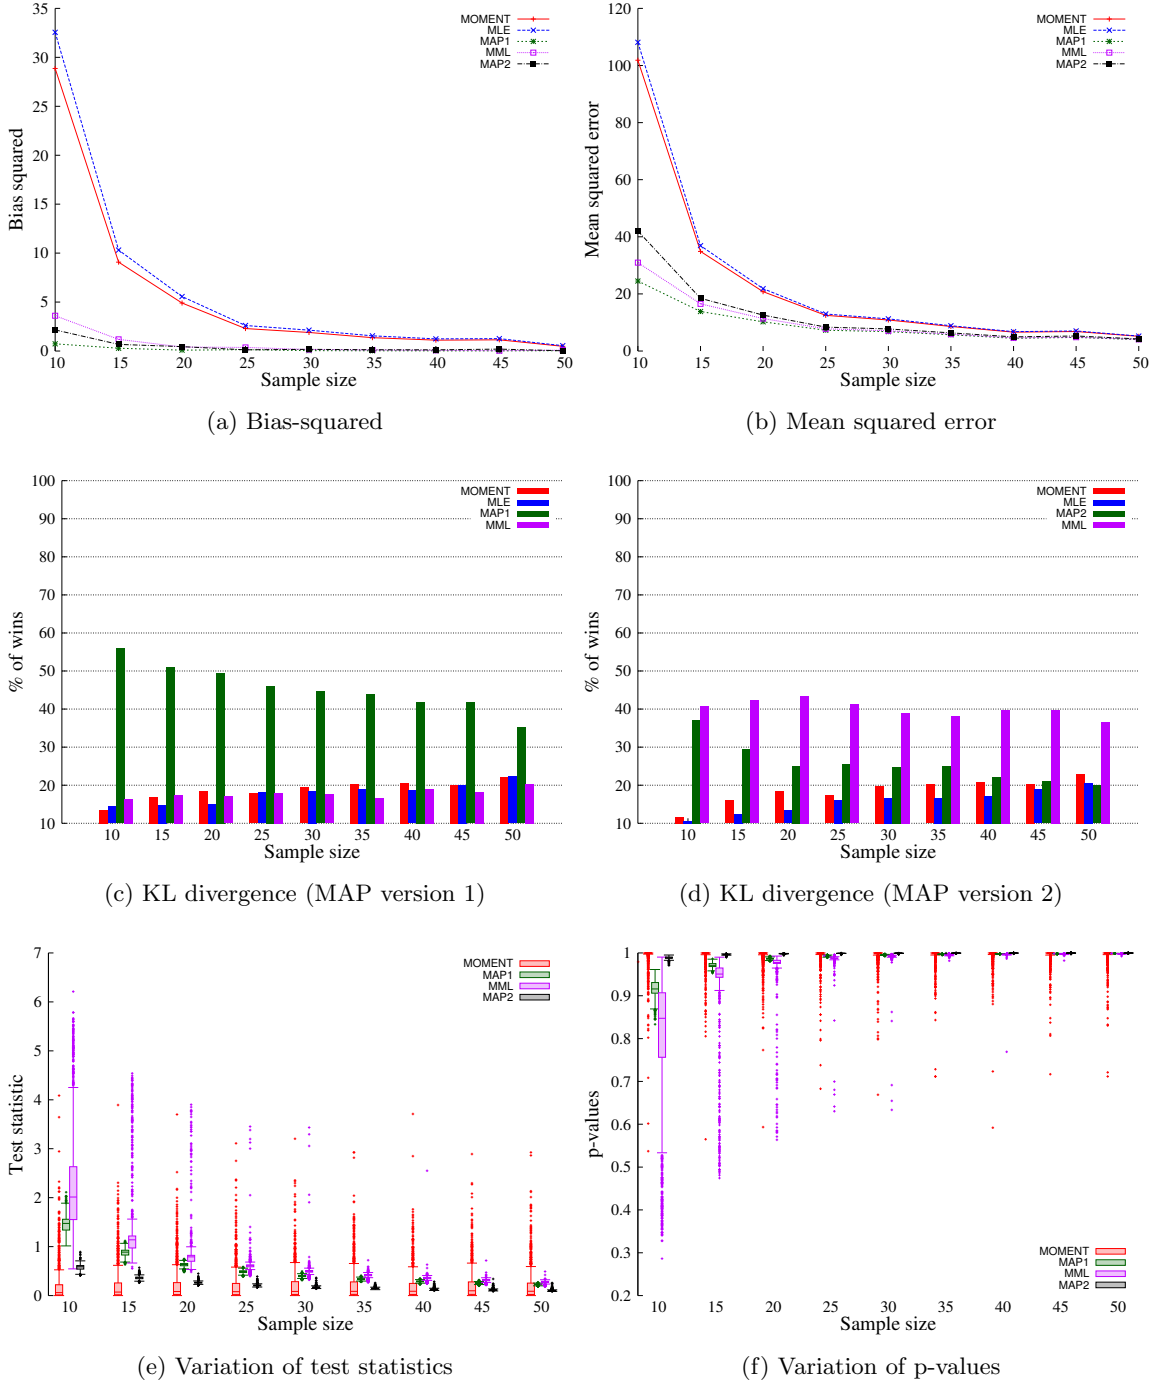 35
30
25
20
15
10
5
0
10 15 20 25 30 35 40 45 50
Bias squared
Sample size
MOMENT
MLE
MAP1
MML
MAP2
(a) Bias-squared
120
100
80
60
40
20
0
10 15 20 25 30 35 40 45 50
Mean squared error
Sample size
MOMENT
MLE
MAP1
MML
MAP2
(b) Mean squared error
100
90
80
70
60
50
40
30
20
10
10 15 20 25 30 35 40 45 50
% of wins
Sample size
MOMENT
MLE
MAP1
MML
(c) KL divergence (MAP version 1)
100
90
80
70
60
50
40
30
20
10
10 15 20 25 30 35 40 45 50
% of wins
Sample size
MOMENT
MLE
MAP2
MML
(d) KL divergence (MAP version 2)
7
6
5
4
3
2
1
0
10 15 20 25 30 35 40 45 50
Test statistic
Sample size
MOMENT
MAP1
MML
MAP2
(e) Variation of test statistics
1
0.9
0.8
0.7
0.6
0.5
0.4
0.3
0.2
10 15 20 25 30 35 40 45 50
p-values
Sample size
MOMENT
MAP1
MML
MAP2
(f) Variation of p-values